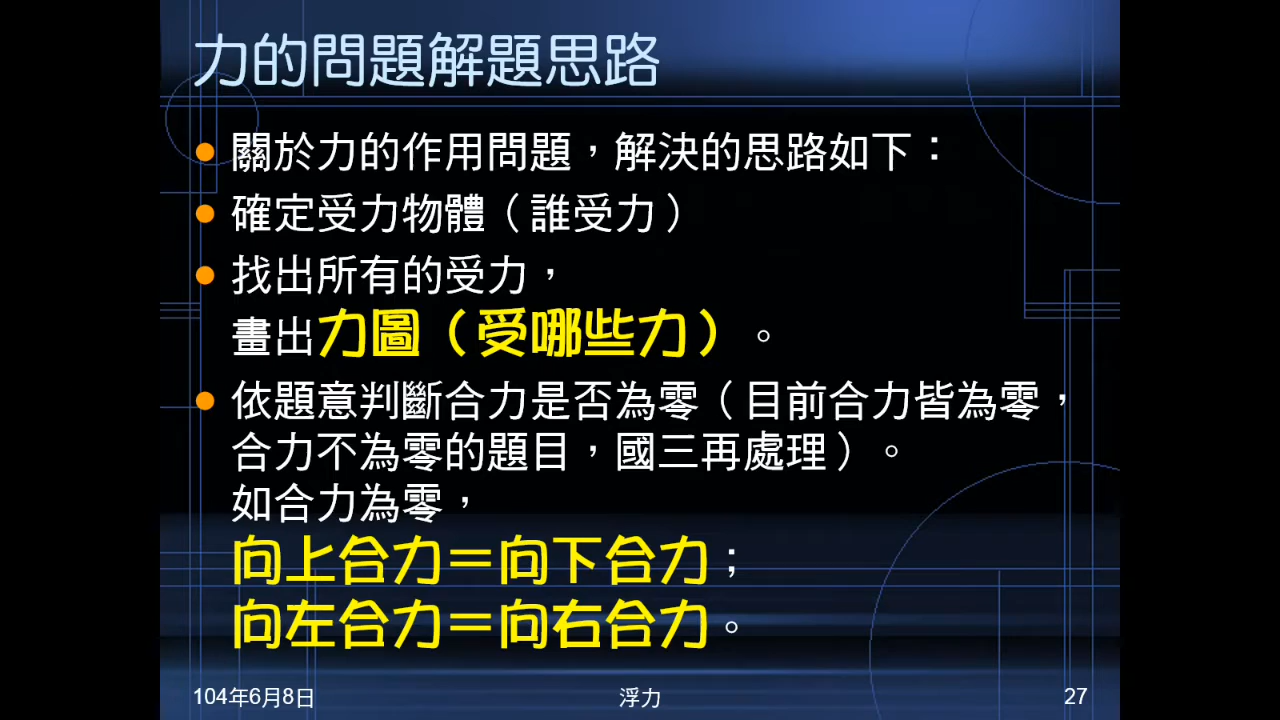 力的問題解題思路
關於力的作用問題，解決的思路如下：
確定受力物體（誰受力）
找出所有的受力，
畫出力圖（受哪些力）。
依題意判斷合力是否為零（目前合力皆為零，
合力不為零的題目，國三再處理）。
如合力為零，
向上合力＝向下合力；
向左合力＝向右合力。
104年6月8日
浮力
27